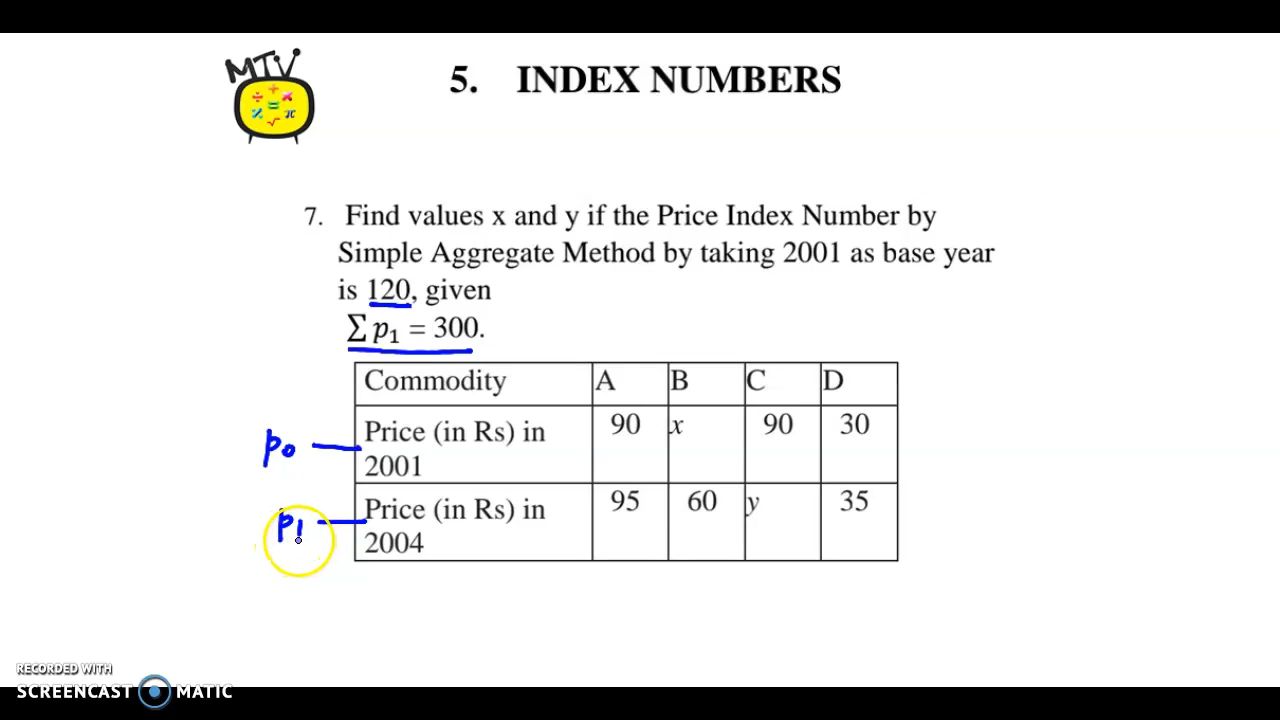 MTV
5. INDEX NUMBERS
7. Find values x and y if the Price Index Number by
Simple Aggregate Method by taking 2001 as base year
is 120, given
∑ p₁ = 300.
Commodity A B C D
p₀ Price (in Rs) in 2001 90 x 90 30
p₁ Price (in Rs) in 2004 95 60 y 35
RECORDED WITH
SCREENCAST MATIC